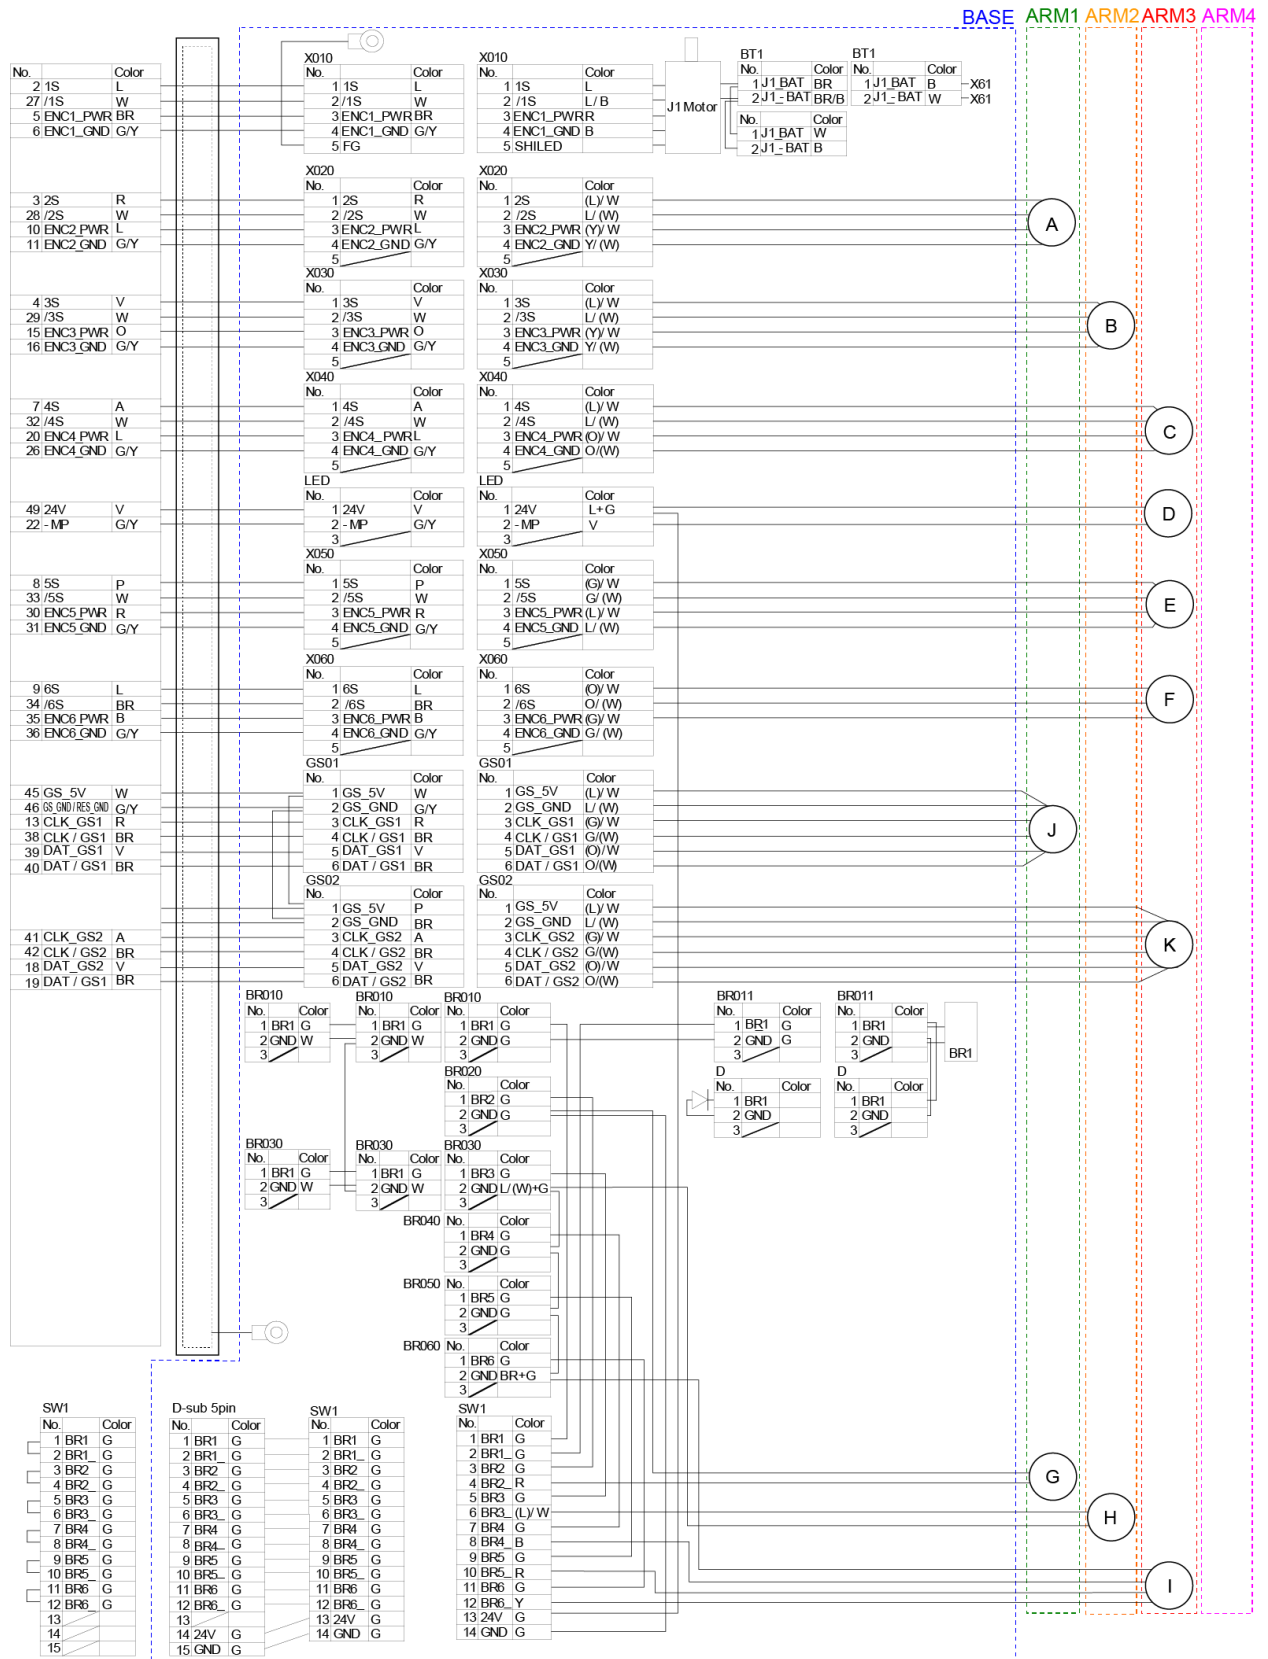 BASE ARM1 ARM2 ARM3 ARM4
No. Color
2 1S L
27 /1S W
5 ENC1_PWR BR
6 ENC1_GND G/Y
3 2S R
28 /2S W
10 ENC2_PWR L
11 ENC2_GND G/Y
4 3S V
29 /3S W
15 ENC3 PWR O
16 ENC3_GND G/Y
7 4S A
32 /4S W
20 ENC4 PWR L
26 ENC4_GND G/Y
49 24V V
22 -MP G/Y
8 5S P
33 /5S W
30 ENC5 PWR R
31 ENC5_GND G/Y
9 6S L
34 /6S BR
35 ENC6 PWR B
36 ENC6_GND G/Y
45 GS_5V W
46 GS_GND/RES_GND G/Y
13 CLK_GS1 R
38 CLK / GS1 BR
39 DAT_GS1 V
40 DAT / GS1 BR
41 CLK_GS2 A
42 CLK / GS2 BR
18 DAT_GS2 V
19 DAT / GS1 BR
X010
No. Color
1 1S L
2 /1S W
3 ENC1_PWR BR
4 ENC1_GND G/Y
5 FG
X020
No. Color
1 2S R
2 /2S W
3 ENC2_PWR L
4 ENC2_GND G/Y
5
X030
No. Color
1 3S V
2 /3S W
3 ENC3_PWR O
4 ENC3_GND G/Y
5
X040
No. Color
1 4S A
2 /4S W
3 ENC4_PWR L
4 ENC4_GND G/Y
5
LED
No. Color
1 24V V
2 -MP G/Y
3
X050
No. Color
1 5S P
2 /5S W
3 ENC5_PWR R
4 ENC5_GND G/Y
5
X060
No. Color
1 6S L
2 /6S BR
3 ENC6_PWR B
4 ENC6_GND G/Y
5
GS01
No. Color
1 GS_5V W
2 GS_GND G/Y
3 CLK_GS1 R
4 CLK / GS1 BR
5 DAT_GS1 V
6 DAT / GS1 BR
GS02
No. Color
1 GS_5V P
2 GS_GND BR
3 CLK_GS2 A
4 CLK / GS2 BR
5 DAT_GS2 V
6 DAT / GS2 BR
X010
No. Color
1 1S L
2 /1S L/B
3 ENC1_PWR R
4 ENC1_GND B
5 SHILED
X020
No. Color
1 2S (L)/ W
2 /2S L/ (W)
3 ENC2_PWR (Y)/ W
4 ENC2_GND Y/ (W)
5
X030
No. Color
1 3S (L)/ W
2 /3S L/ (W)
3 ENC3_PWR (Y)/ W
4 ENC3_GND Y/ (W)
5
X040
No. Color
1 4S (L)/ W
2 /4S L/ (W)
3 ENC4_PWR (O)/ W
4 ENC4_GND O/(W)
5
LED
No. Color
1 24V L+G
2 -MP V
3
X050
No. Color
1 5S (G)/ W
2 /5S G/ (W)
3 ENC5_PWR (L)/ W
4 ENC5_GND L/ (W)
5
X060
No. Color
1 6S (O)/ W
2 /6S O/ (W)
3 ENC6_PWR (G)/ W
4 ENC6_GND G/ (W)
5
GS01
No. Color
1 GS_5V (L)/ W
2 GS_GND L/ (W)
3 CLK_GS1 (G)/ W
4 CLK / GS1 G/(W)
5 DAT_GS1 (O)/ W
6 DAT / GS1 O/(W)
GS02
No. Color
1 GS_5V (L)/ W
2 GS_GND L/ (W)
3 CLK_GS2 (G)/ W
4 CLK / GS2 G/(W)
5 DAT_GS2 (O)/ W
6 DAT / GS2 O/(W)
J1 Motor
BT1
No. Color
1 J1_BAT BR
2 J1_-BAT BR/B
No. Color
1 J1_BAT W
2 J1_-BAT B
BT1
No. Color
1 J1_BAT B X61
2 J1_-BAT W X61
A
B
C
D
E
F
J
K
BR010
No. Color
1 BR1 G
2 GND W
3
BR010
No. Color
1 BR1 G
2 GND W
3
BR010
No. Color
1 BR1 G
2 GND G
3
BR011
No. Color
1 BR1 G
2 GND G
3
BR011
No. Color
1 BR1
2 GND
3
BR1
BR020
No. Color
1 BR2 G
2 GND G
3
D
No. Color
1 BR1
2 GND
3
D
No. Color
1 BR1
2 GND
3
BR030
No. Color
1 BR1 G
2 GND W
3
BR030
No. Color
1 BR1 G
2 GND W
3
BR030
No. Color
1 BR3 G
2 GND L/(W)+G
3
BR040 No. Color
1 BR4 G
2 GND G
3
BR050 No. Color
1 BR5 G
2 GND G
3
BR060 No. Color
1 BR6 G
2 GND BR+G
3
SW1
No. Color
1 BR1 G
2 BR1_ G
3 BR2 G
4 BR2_ G
5 BR3 G
6 BR3_ G
7 BR4 G
8 BR4_ G
9 BR5 G
10 BR5_ G
11 BR6 G
12 BR6_ G
13
14
15
D-sub 5pin
No. Color
1 BR1 G
2 BR1_ G
3 BR2 G
4 BR2_ G
5 BR3 G
6 BR3_ G
7 BR4 G
8 BR4_ G
9 BR5 G
10 BR5_ G
11 BR6 G
12 BR6_ G
13
14 24V G
15 GND G
SW1
No. Color
1 BR1 G
2 BR1_ G
3 BR2 G
4 BR2_ G
5 BR3 G
6 BR3_ G
7 BR4 G
8 BR4_ G
9 BR5 G
10 BR5_ G
11 BR6 G
12 BR6_ G
13 24V G
14 GND G
SW1
No. Color
1 BR1 G
2 BR1_ G
3 BR2 G
4 BR2_ R
5 BR3 G
6 BR3_ (L)/ W
7 BR4 G
8 BR4_ B
9 BR5 G
10 BR5_ R
11 BR6 G
12 BR6_ Y
13 24V G
14 GND G
G
H
I